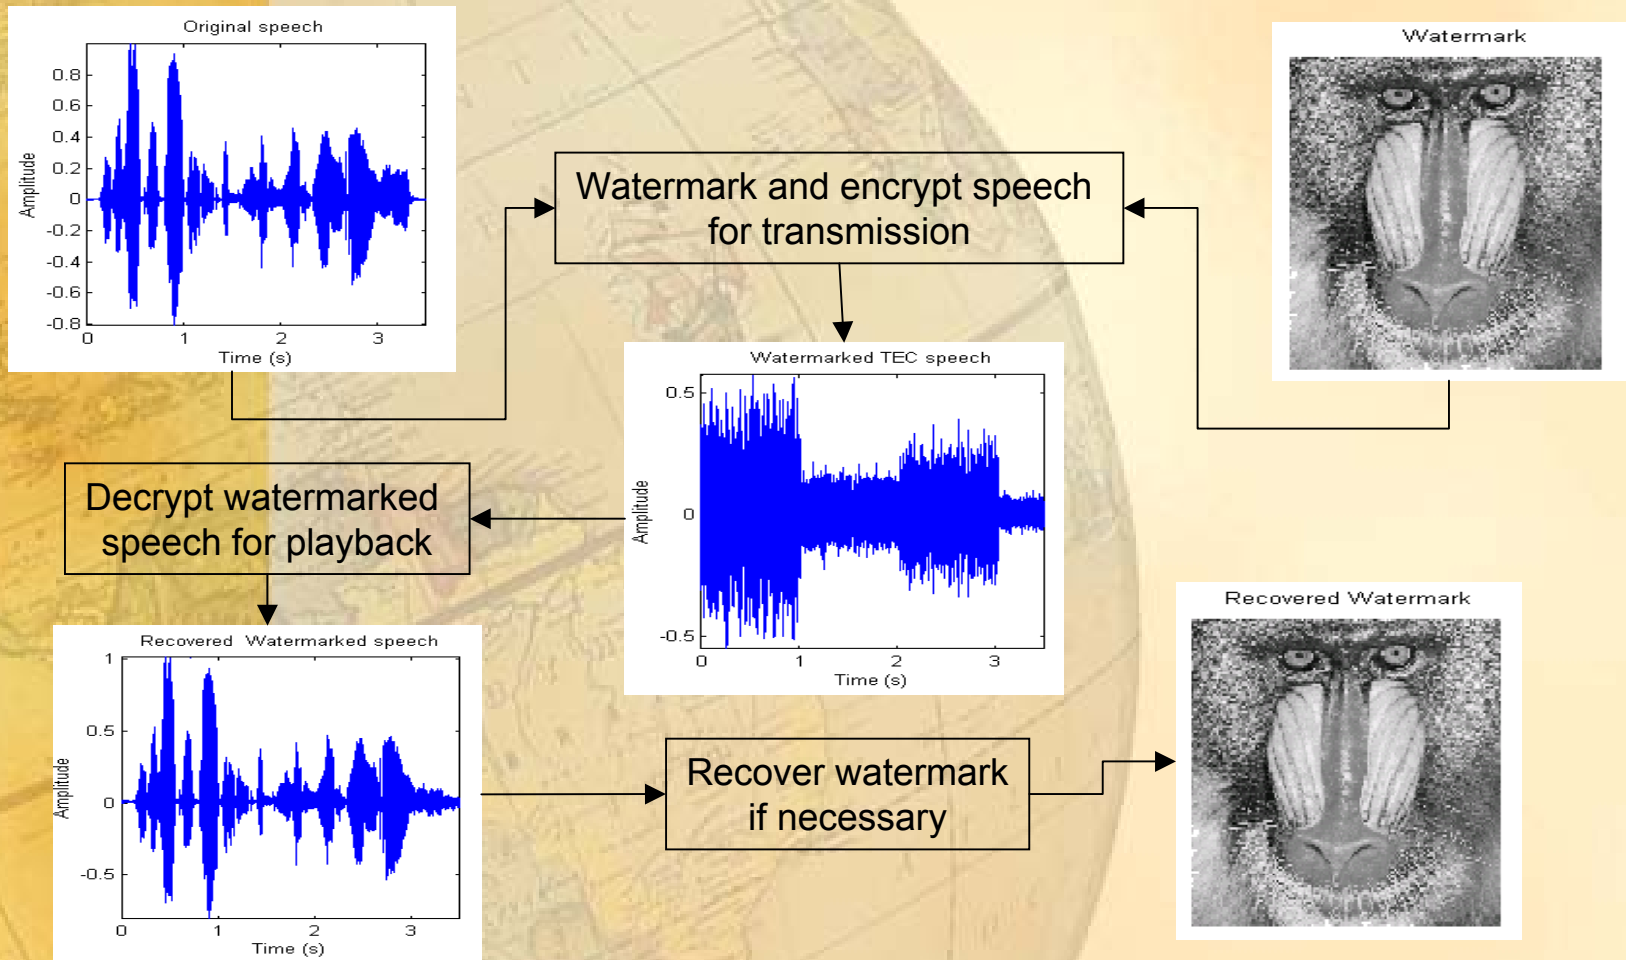 Original speech
0.8
0.6
0.4
0.2
0
-0.2
-0.4
-0.6
-0.8
Amplitude
0 1 2 3
Time (s)
Watermark and encrypt speech
for transmission
Watermark
Watermarked TEC speech
0.5
0
-0.5
Amplitude
0 1 2 3
Time (s)
Decrypt watermarked
speech for playback
Recovered Watermarked speech
1
0.5
0
-0.5
Amplitude
0 1 2 3
Time (s)
Recover watermark
if necessary
Recovered Watermark